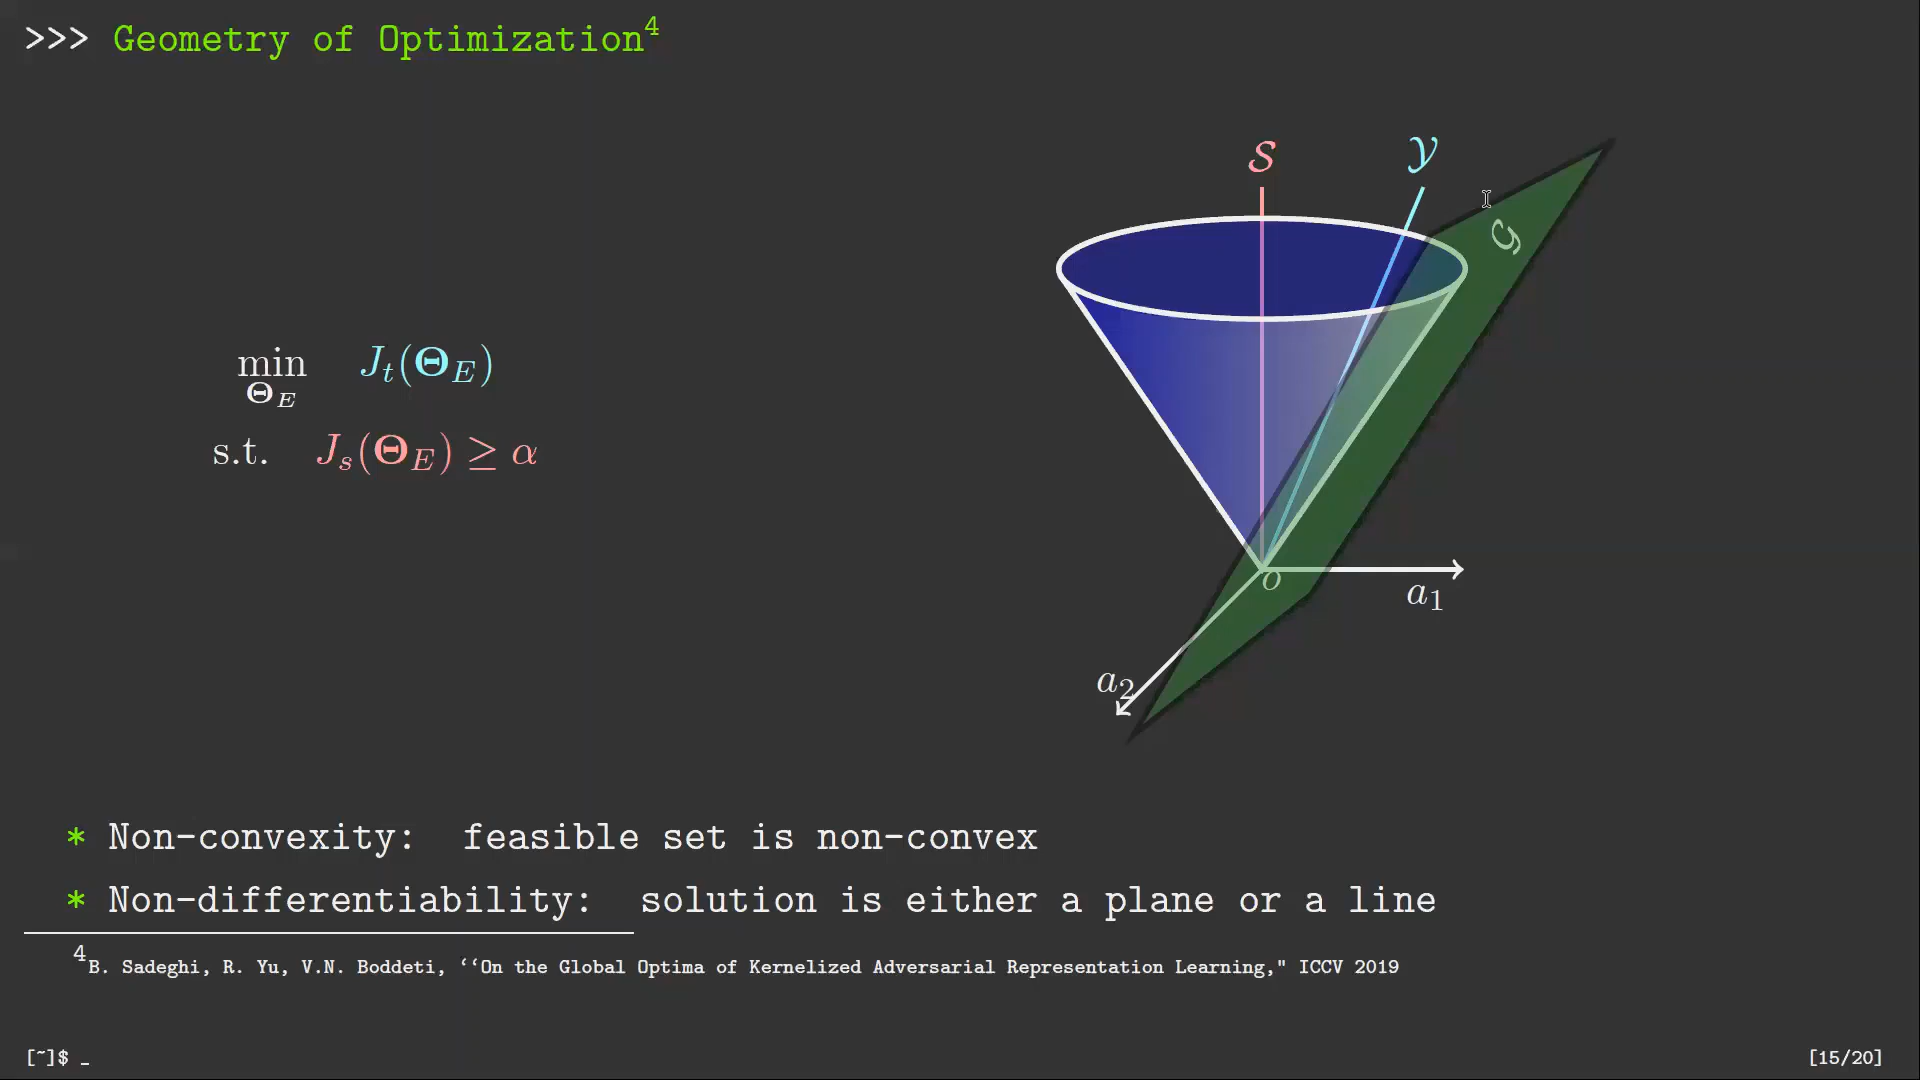 >>> Geometry of Optimization⁴
𝒮
𝒴
𝒢
min J_t(Θ_E)
Θ_E
s.t. J_s(Θ_E) ≥ α
o
a₁
a₂
* Non-convexity: feasible set is non-convex
* Non-differentiability: solution is either a plane or a line
⁴B. Sadeghi, R. Yu, V.N. Boddeti, ‘‘On the Global Optima of Kernelized Adversarial Representation Learning," ICCV 2019
[~]$ _
[15/20]